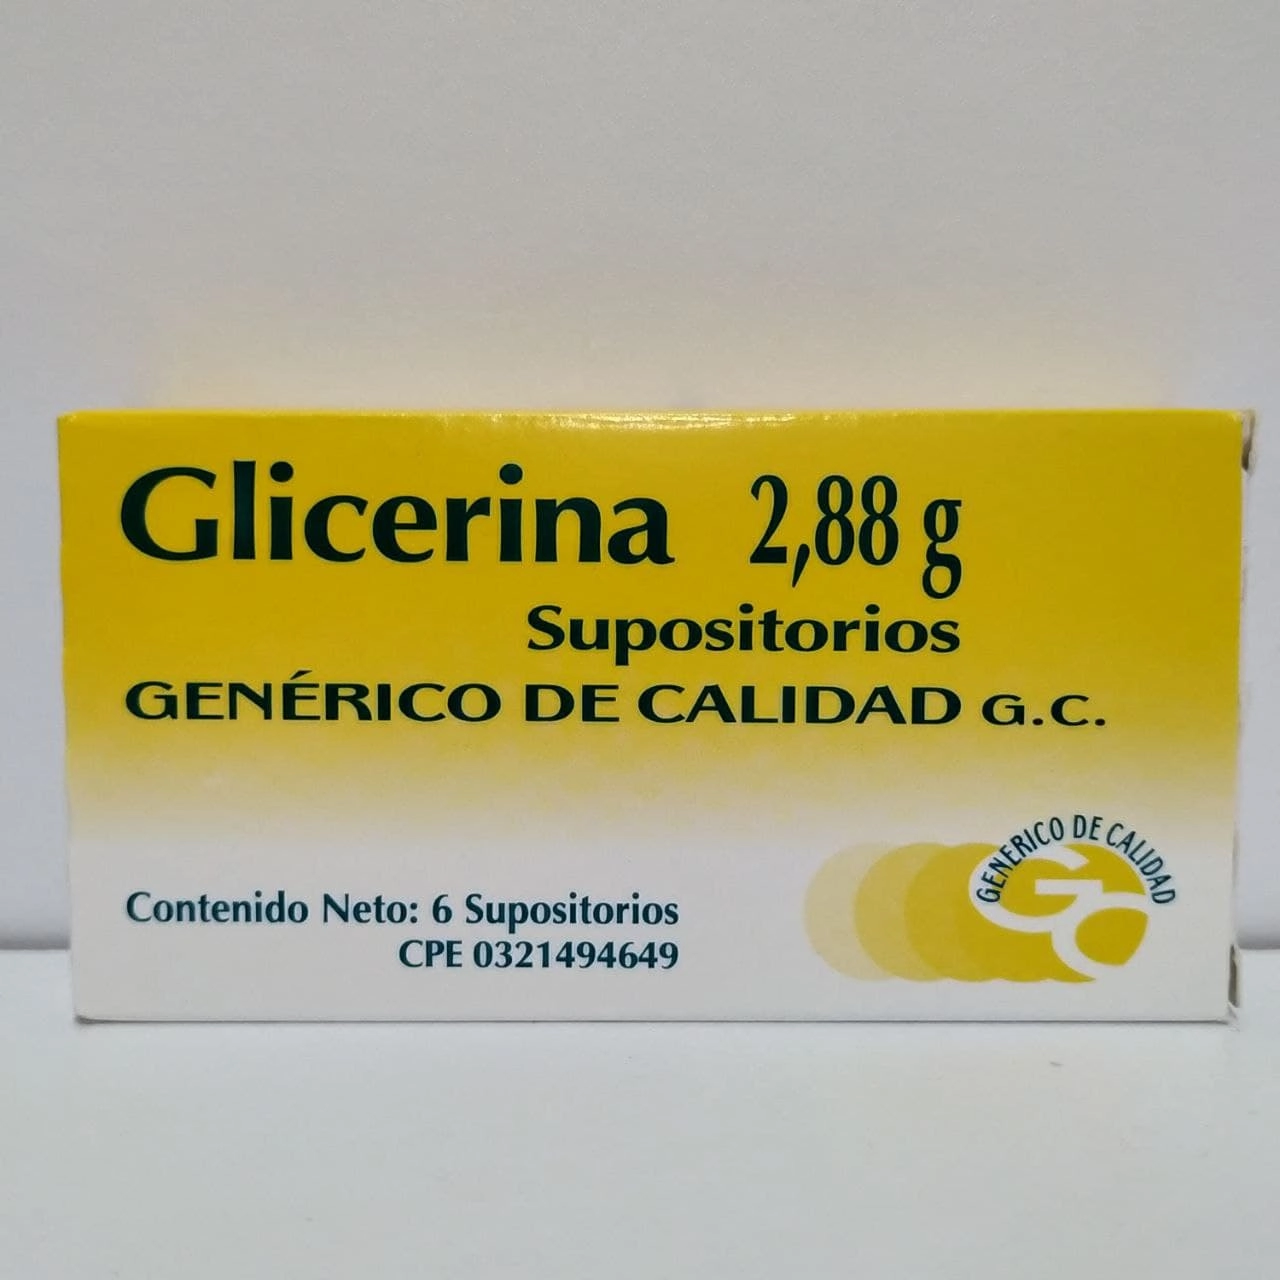 Glicerina 2,88 g
Supositorios
GENÉRICO DE CALIDAD G.C.
GENERICO DE CALIDAD
GC
Contenido Neto: 6 Supositorios
CPE 0321494649